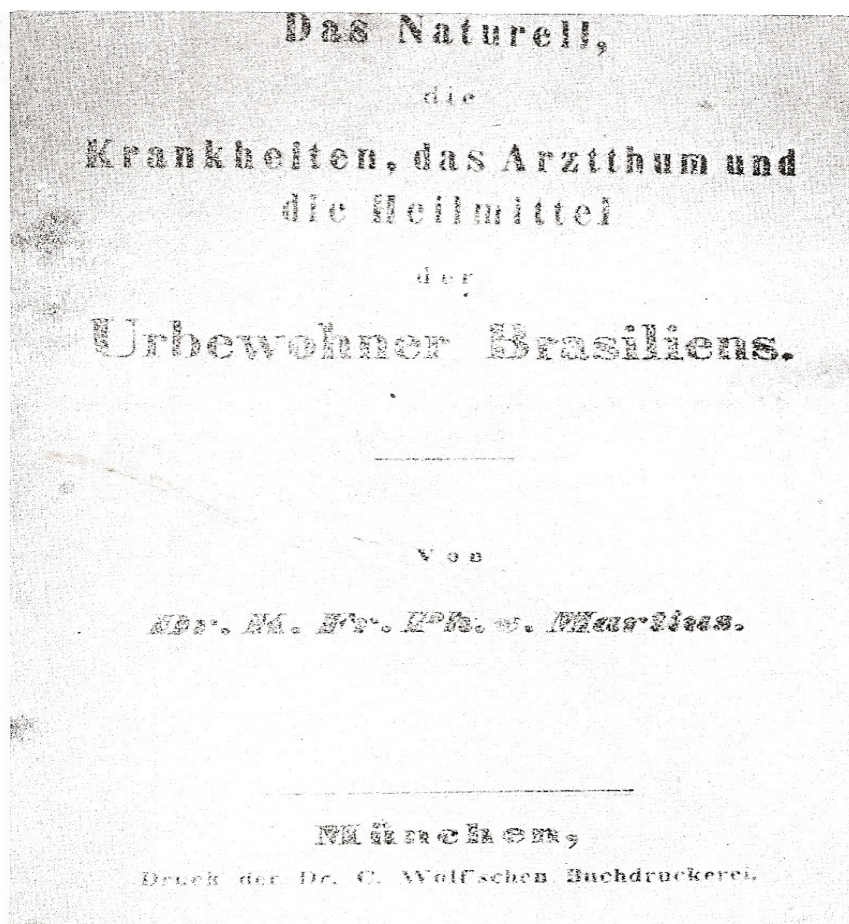 Das Naturell,
die
Krankheiten, das Arztthum und
die Heilmittel
der
Urbewohner Brasiliens.
Von
Dr. K. Fr. Ph. v. Martius.
München,
Druck der Dr. C. Wolf'schen Buchdruckerei.